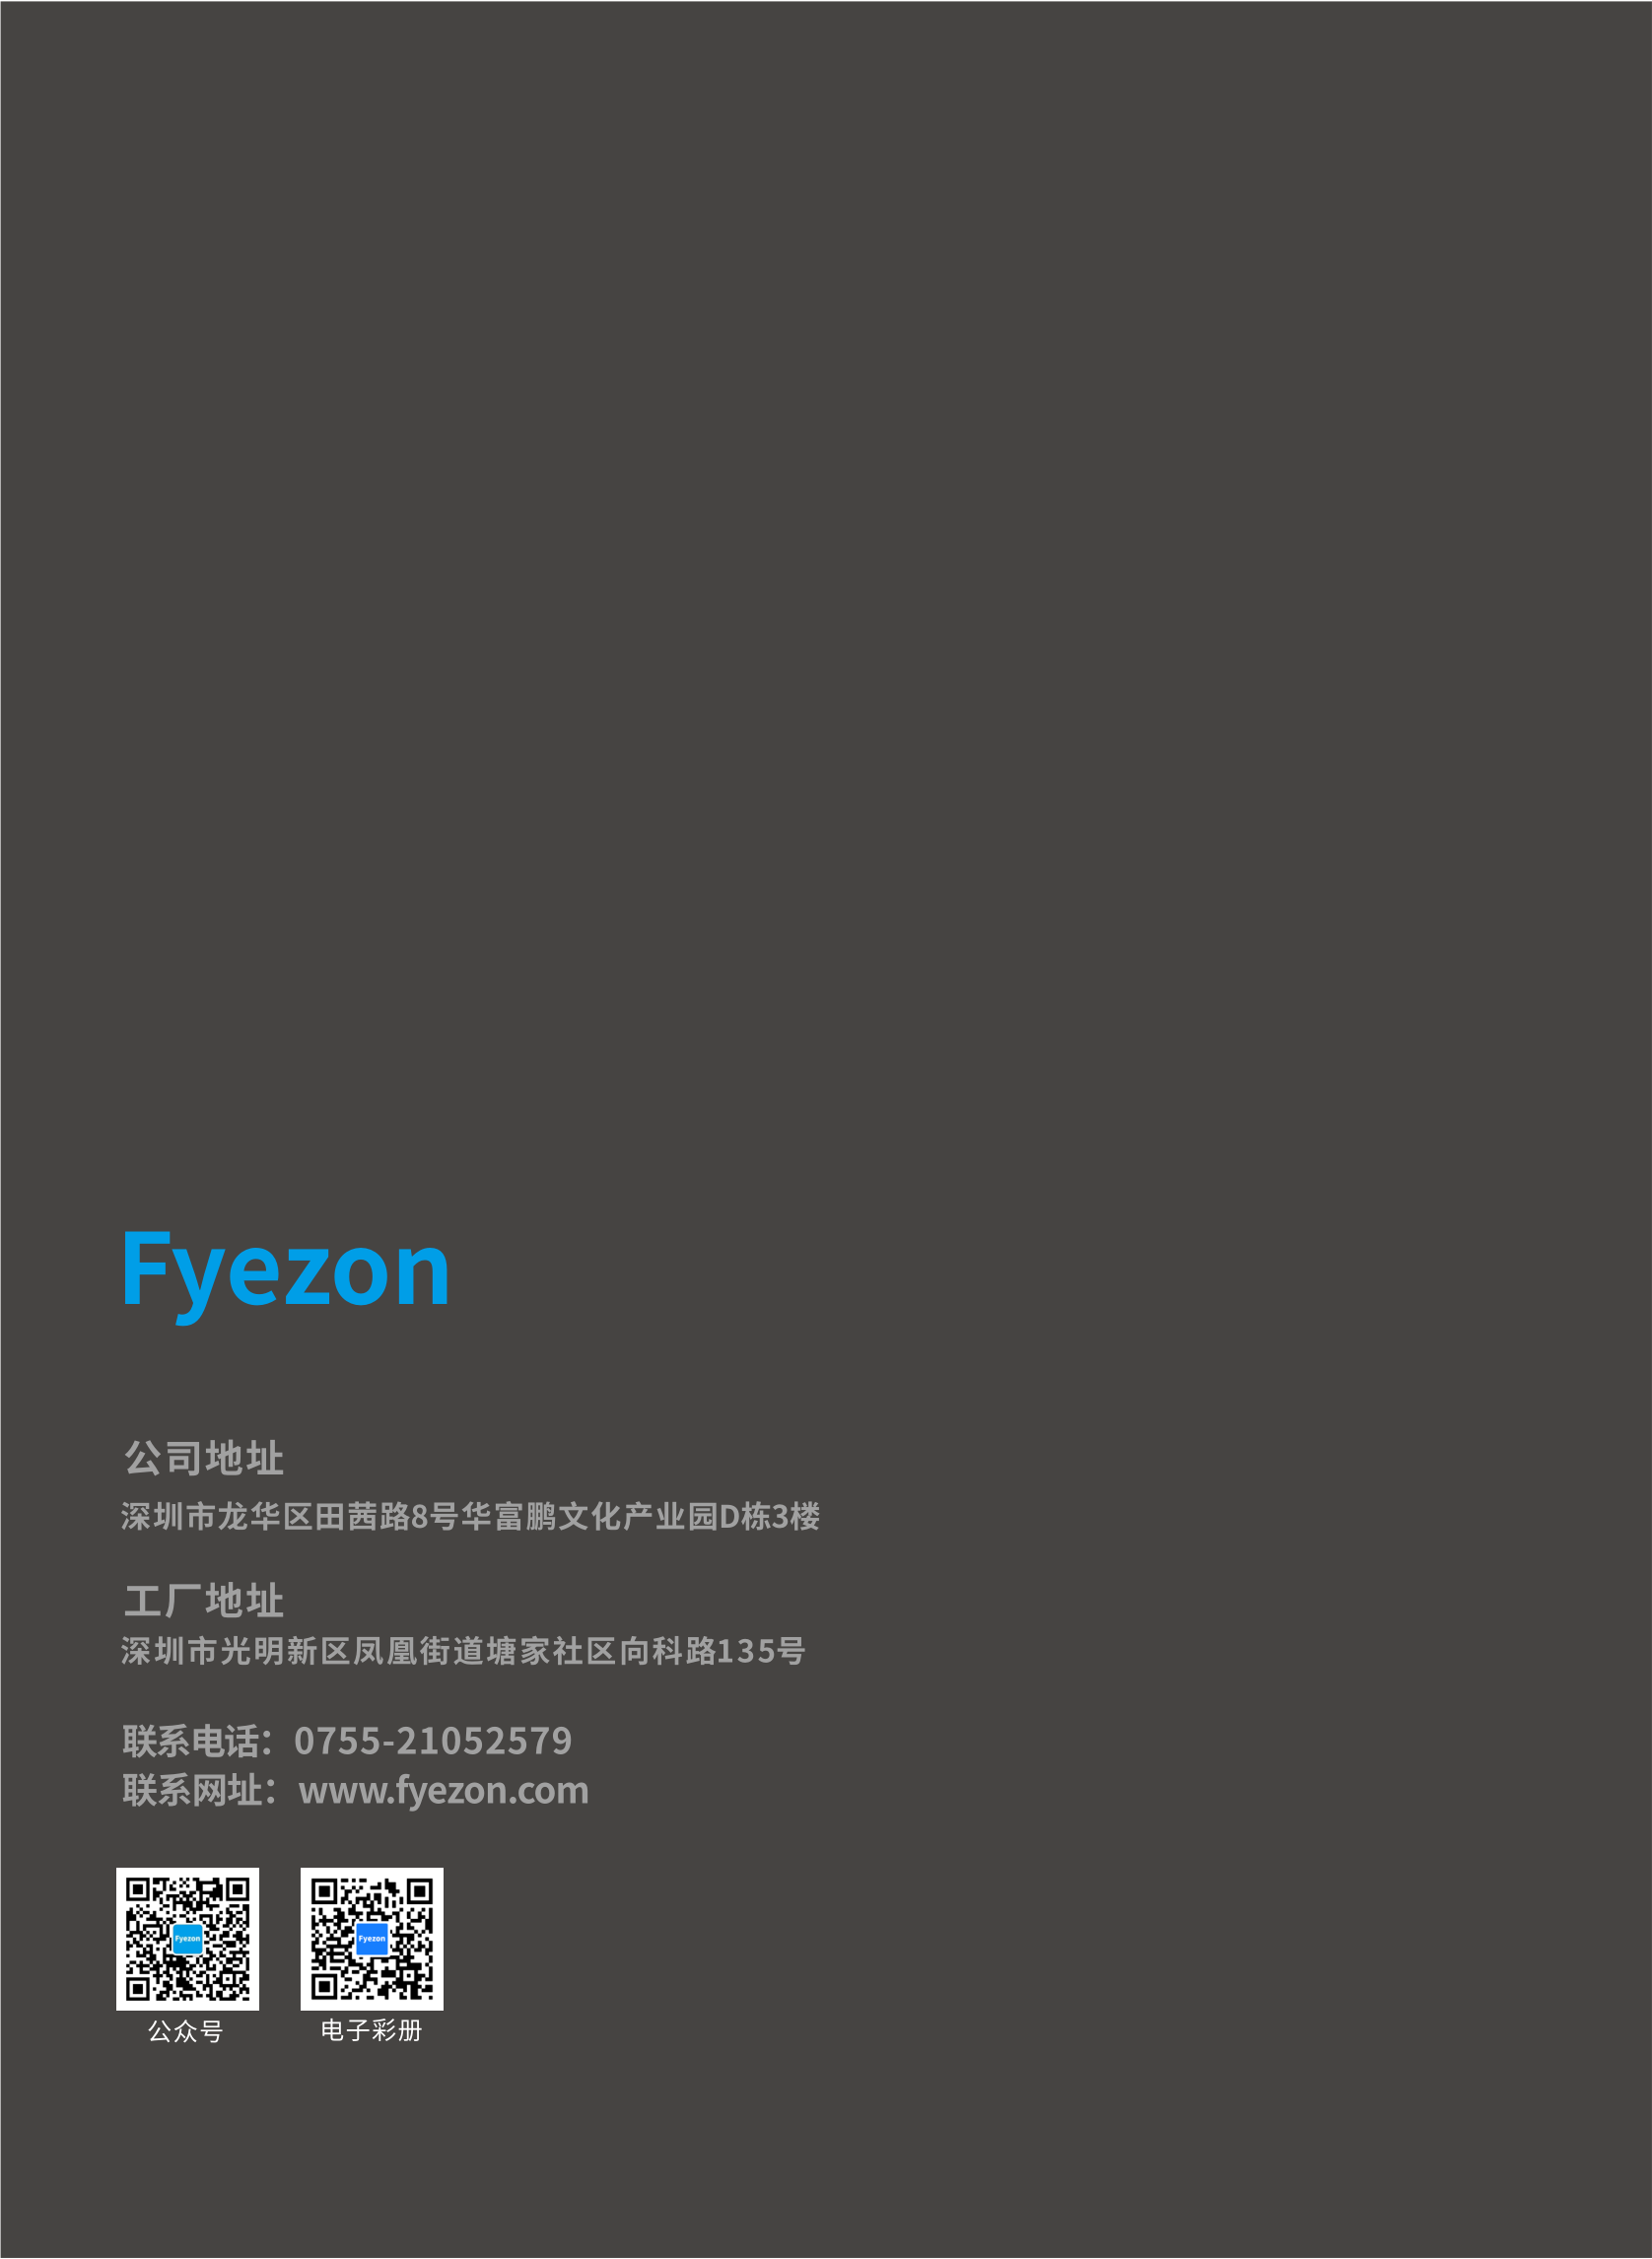 Fyezon
公司地址
深圳市龙华区田茜路8号华富鹏文化产业园D栋3楼
工厂地址
深圳市光明新区凤凰街道塘家社区向科路135号
联系电话：0755-21052579
联系网址：www.fyezon.com
Fyezon
Fyezon
公众号
电子彩册